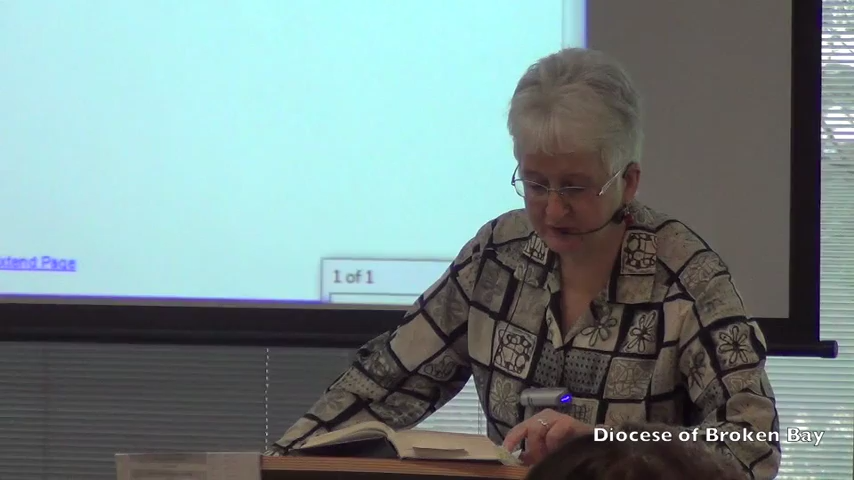 xtend Page
1 of 1
Diocese of Broken Bay